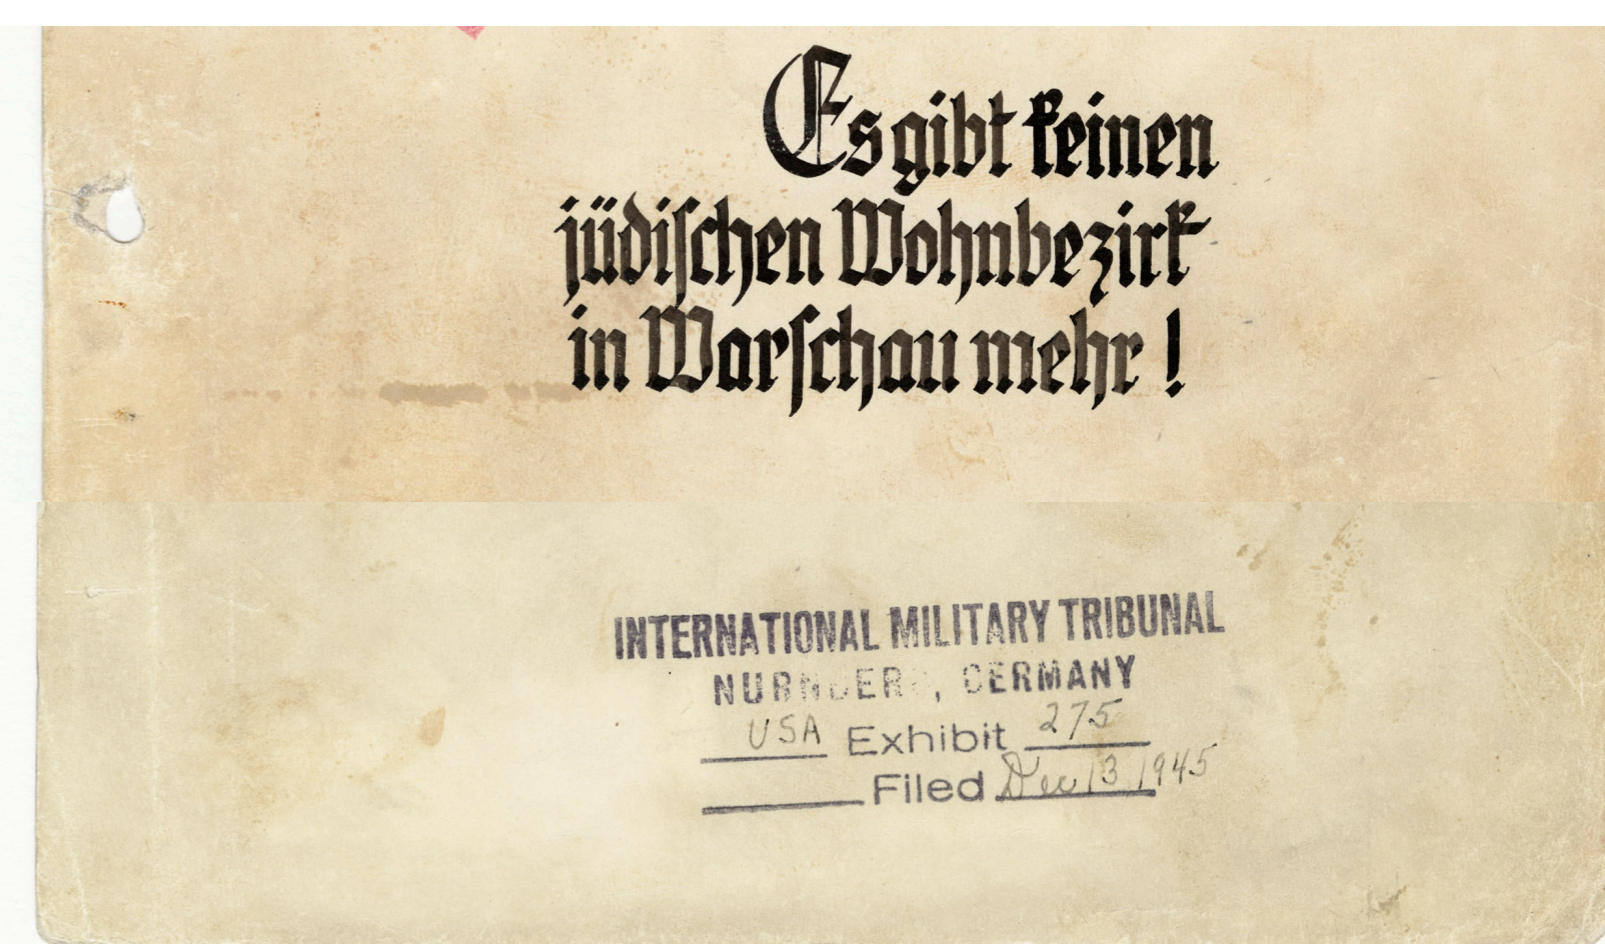 Es gibt keinen
jüdischen Wohnbezirk
in Warschau mehr!
INTERNATIONAL MILITARY TRIBUNAL
NURNBERG, GERMANY
USA Exhibit 275
Filed Dec 13 1945